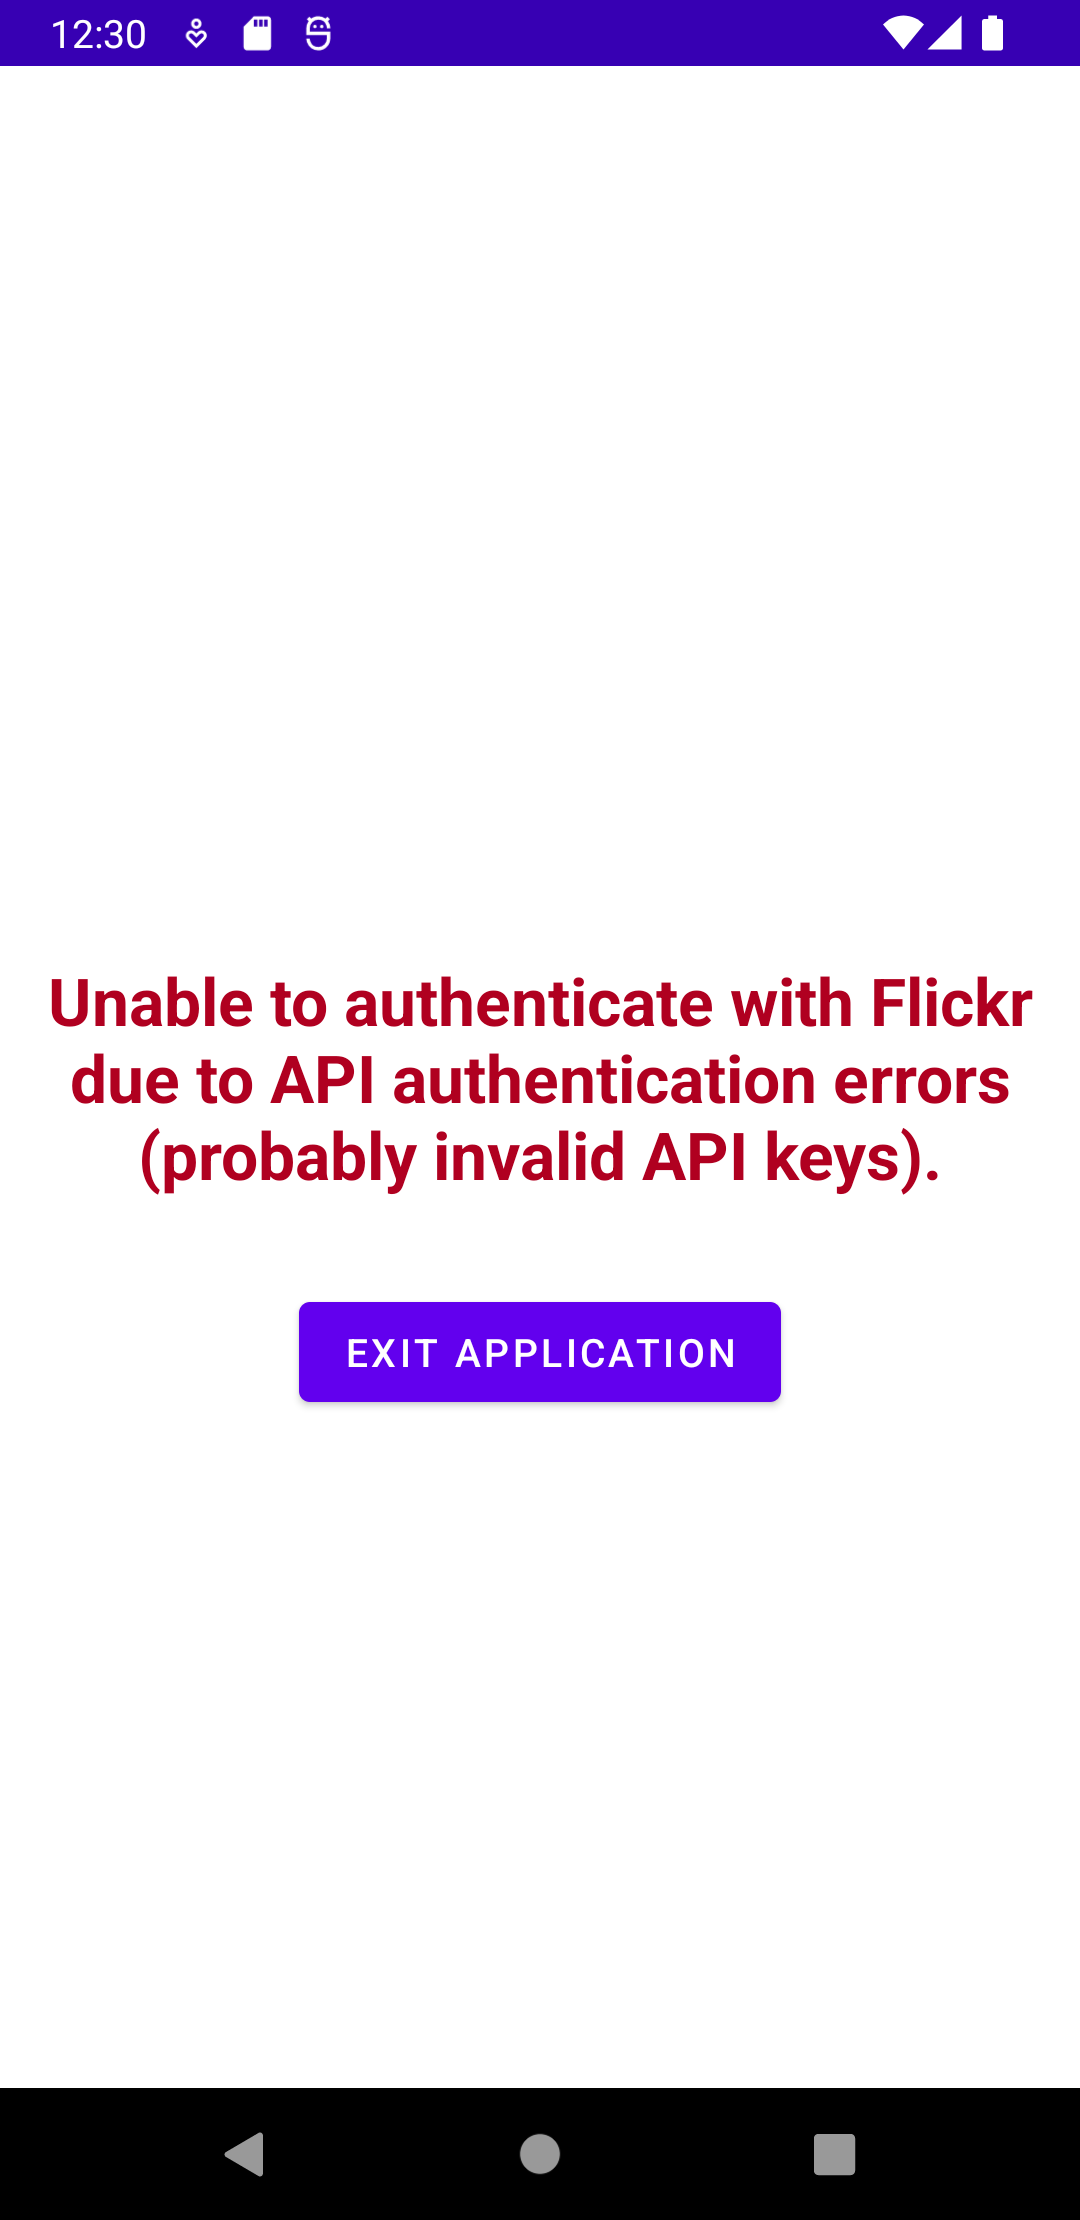 12:30
Unable to authenticate with Flickr
due to API authentication errors
(probably invalid API keys).
EXIT APPLICATION